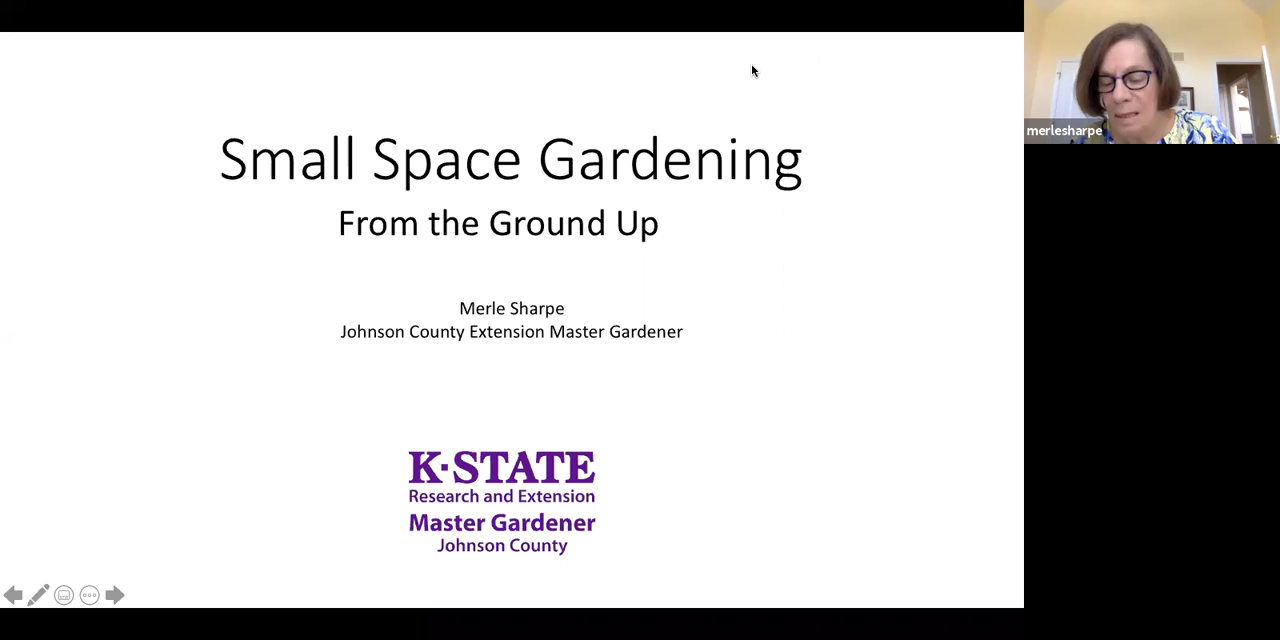 Small Space Gardening
From the Ground Up
Merle Sharpe
Johnson County Extension Master Gardener
K·STATE
Research and Extension
Master Gardener
Johnson County
merlesharpe